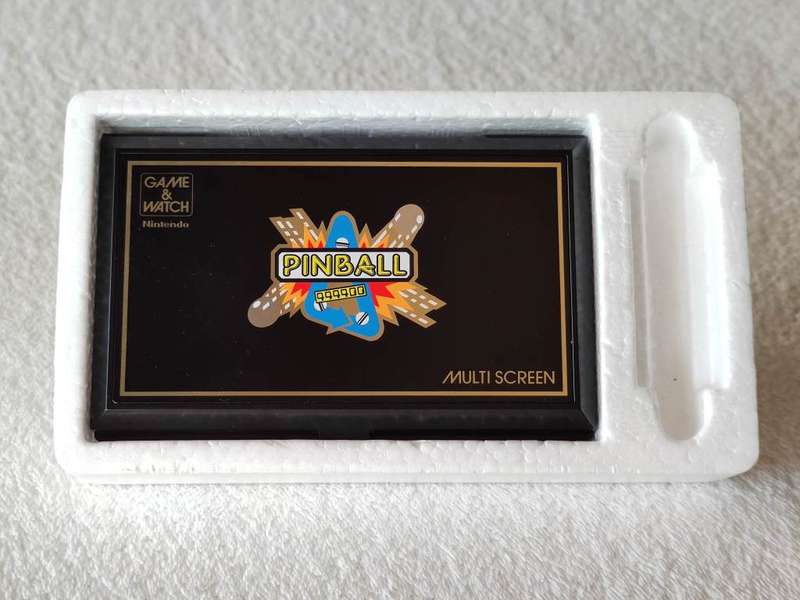 GAME
&
WATCH
Nintendo
PINBALL
999900
MULTI SCREEN